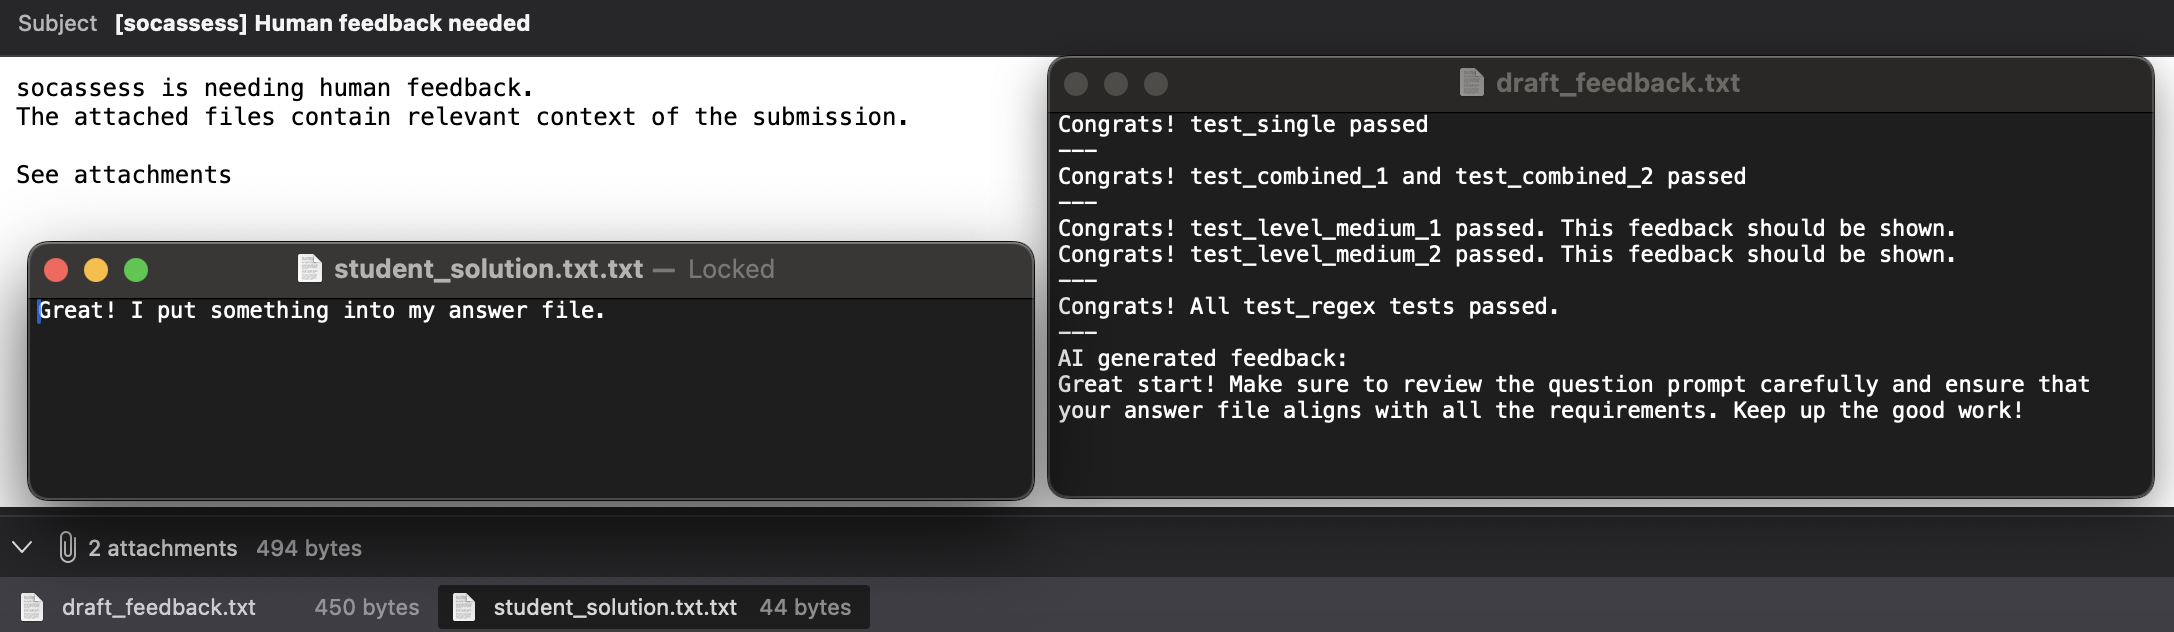 Subject [socassess] Human feedback needed
socassess is needing human feedback.
The attached files contain relevant context of the submission.
See attachments
student_solution.txt.txt — Locked
Great! I put something into my answer file.
draft_feedback.txt
Congrats! test_single passed
---
Congrats! test_combined_1 and test_combined_2 passed
---
Congrats! test_level_medium_1 passed. This feedback should be shown.
Congrats! test_level_medium_2 passed. This feedback should be shown.
---
Congrats! All test_regex tests passed.
---
AI generated feedback:
Great start! Make sure to review the question prompt carefully and ensure that
your answer file aligns with all the requirements. Keep up the good work!
2 attachments 494 bytes
draft_feedback.txt 450 bytes student_solution.txt.txt 44 bytes